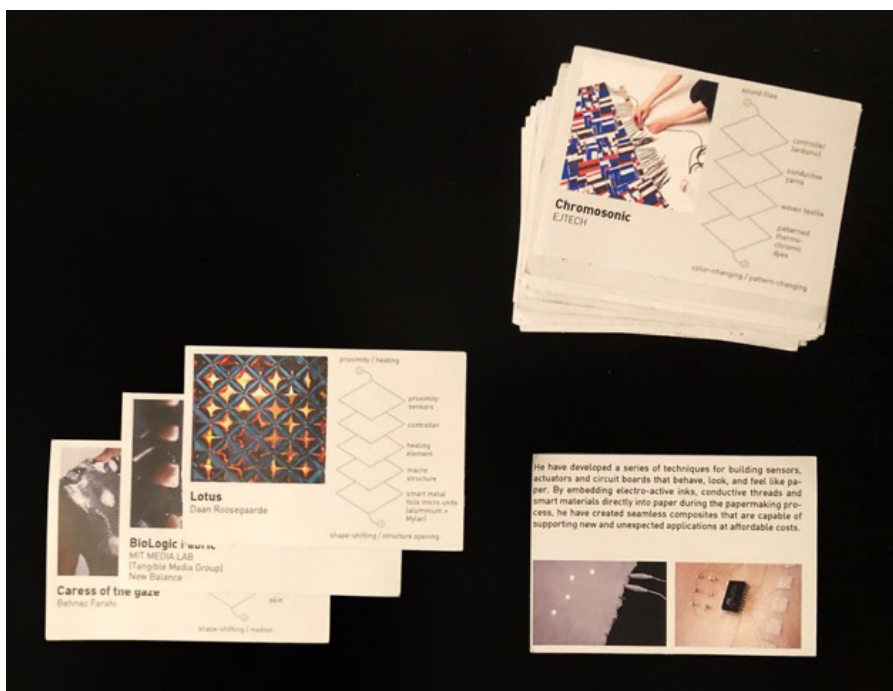 sound files
controller
(arduino)
conductive
yarns
woven textile
patterned
thermo-
chromic
dyes
Chromosonic
EJTECH
color-changing / pattern-changing
proximity / heating
proximity
sensors
controller
heating
element
macro
structure
smart metal
foils micro units
(aluminium +
Mylar)
Lotus
Daan Roosegaarde
shape-shifting / structure opening
BioLogic Fabric
MIT MEDIA LAB
(Tangible Media Group)
New Balance
Caress of the gaze
Behnaz Farahi
skin
shape-shifting / motion
He have developed a series of techniques for building sensors,
actuators and circuit boards that behave, look, and feel like pa-
per. By embedding electro-active inks, conductive threads and
smart materials directly into paper during the papermaking pro-
cess, he have created seamless composites that are capable of
supporting new and unexpected applications at affordable costs.